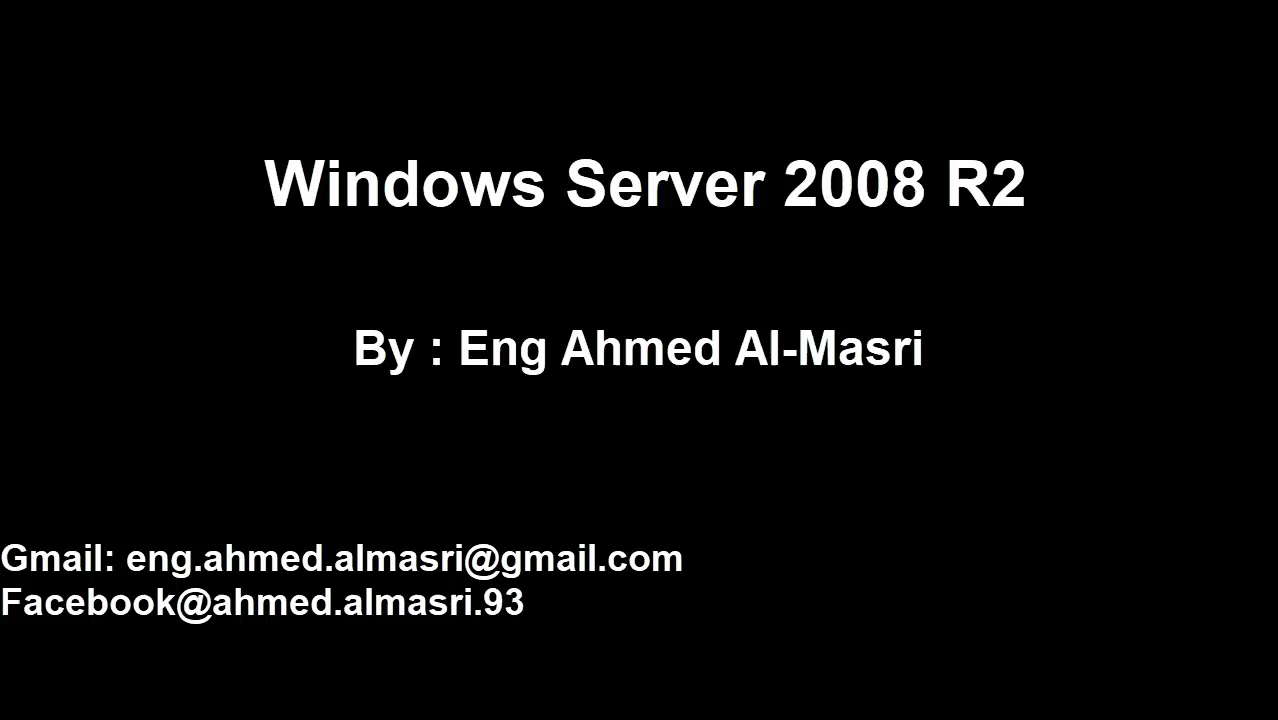 Windows Server 2008 R2
By : Eng Ahmed Al-Masri
Gmail: eng.ahmed.almasri@gmail.com
Facebook@ahmed.almasri.93